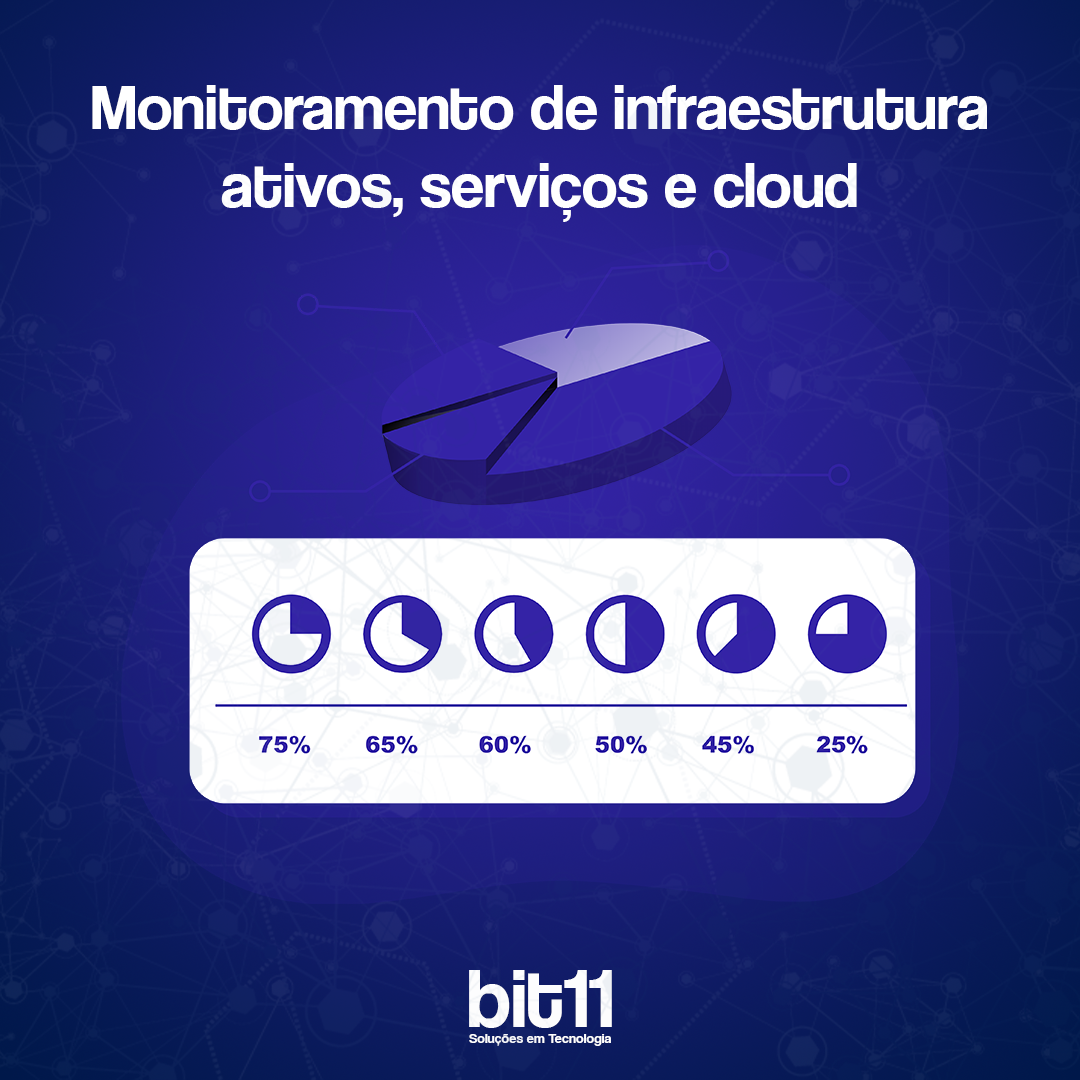 Monitoramento de infraestrutura
ativos, serviços e cloud
75% 65% 60% 50% 45% 25%
bit11
Soluções em Tecnologia